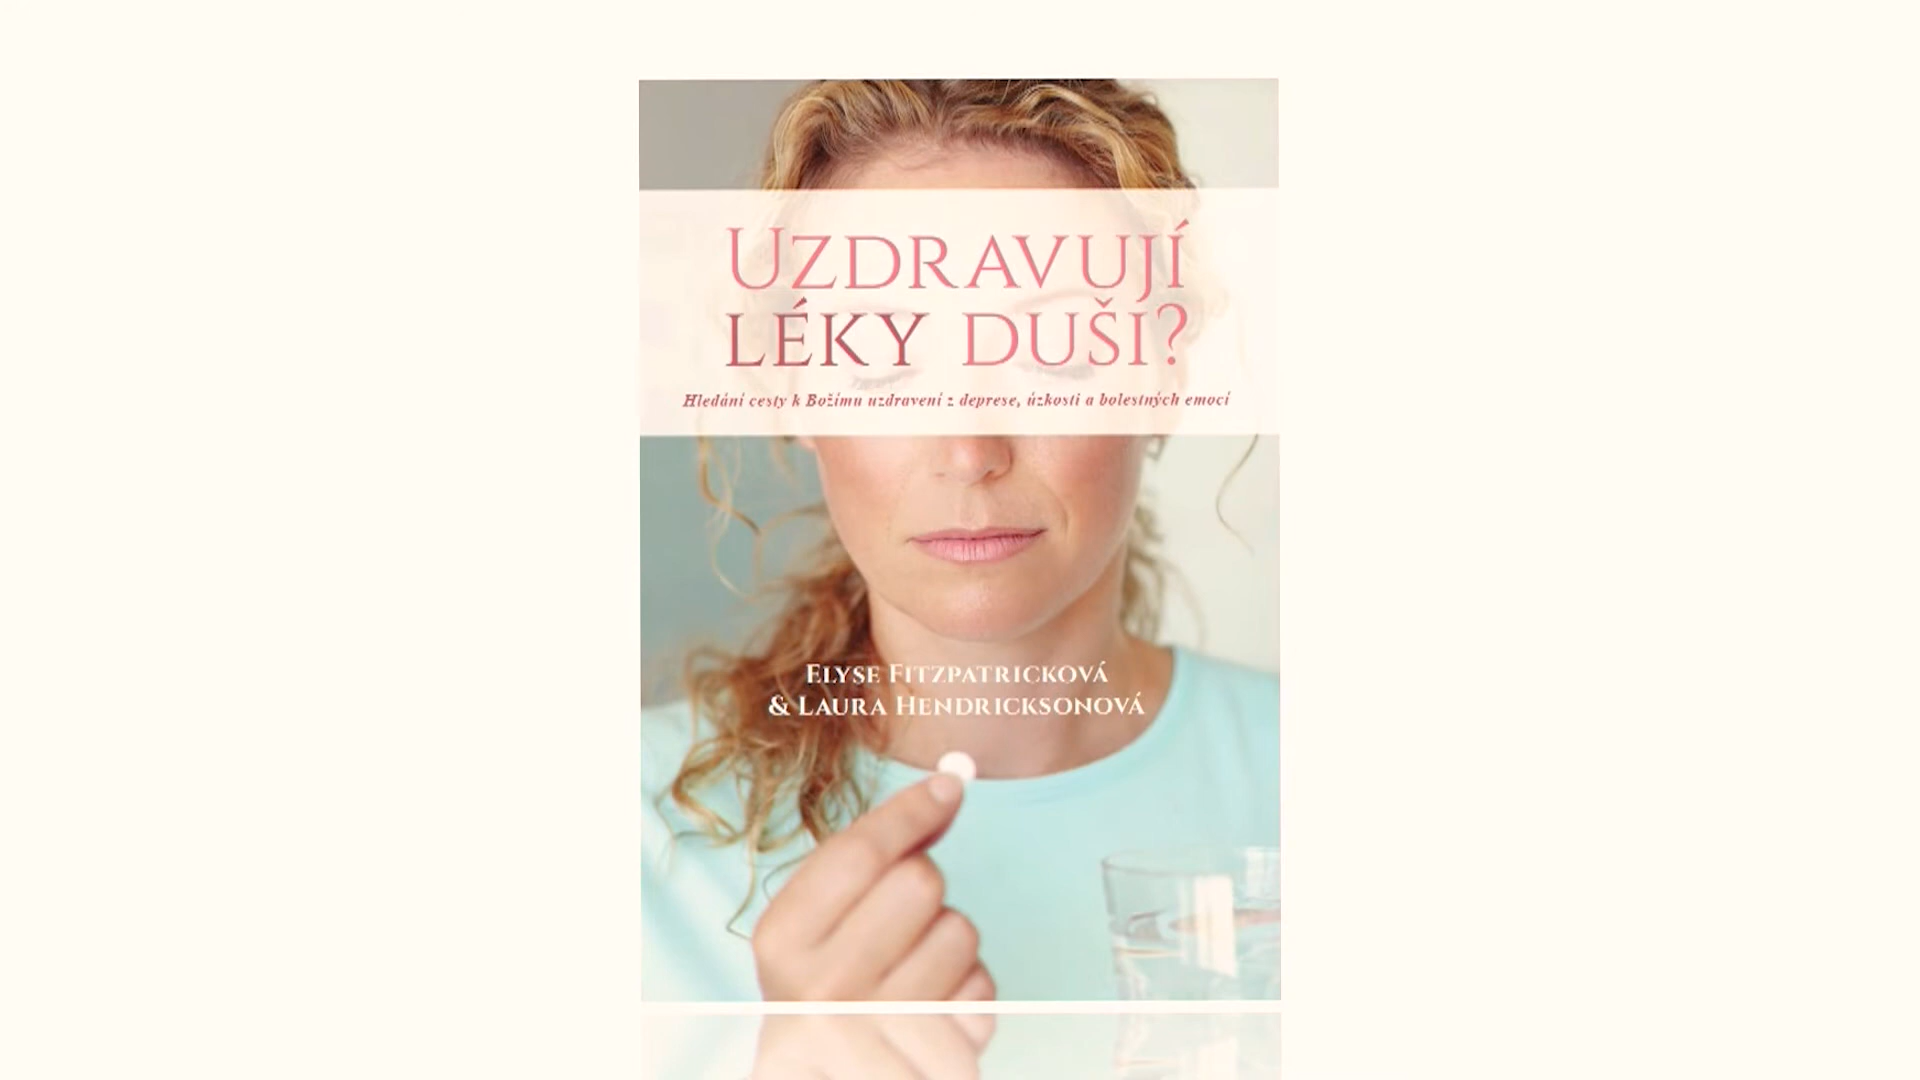 Uzdravují
léky duši?
Hledání cesty k Božímu uzdravení z deprese, úzkosti a bolestných emocí
Elyse Fitzpatricková
& Laura Hendricksonová